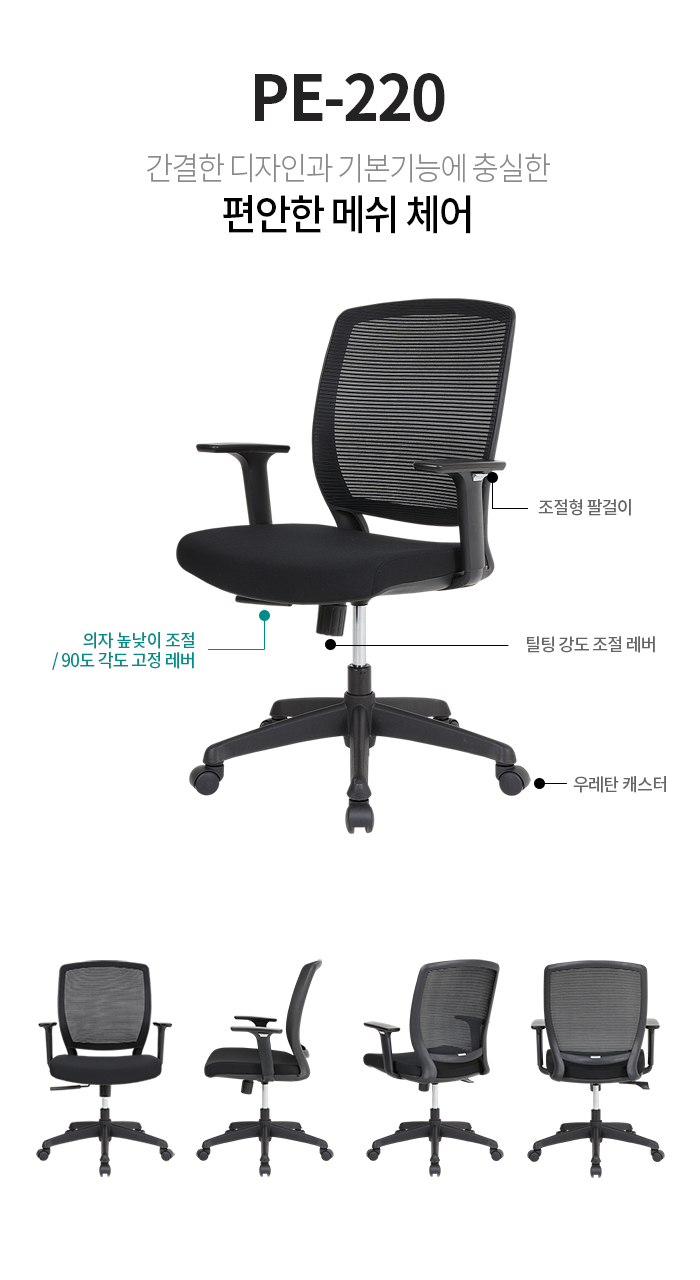 PE-220
간결한 디자인과 기본기능에 충실한
편안한 메쉬 체어
조절형 팔걸이
의자 높낮이 조절
/ 90도 각도 고정 레버
틸팅 강도 조절 레버
우레탄 캐스터